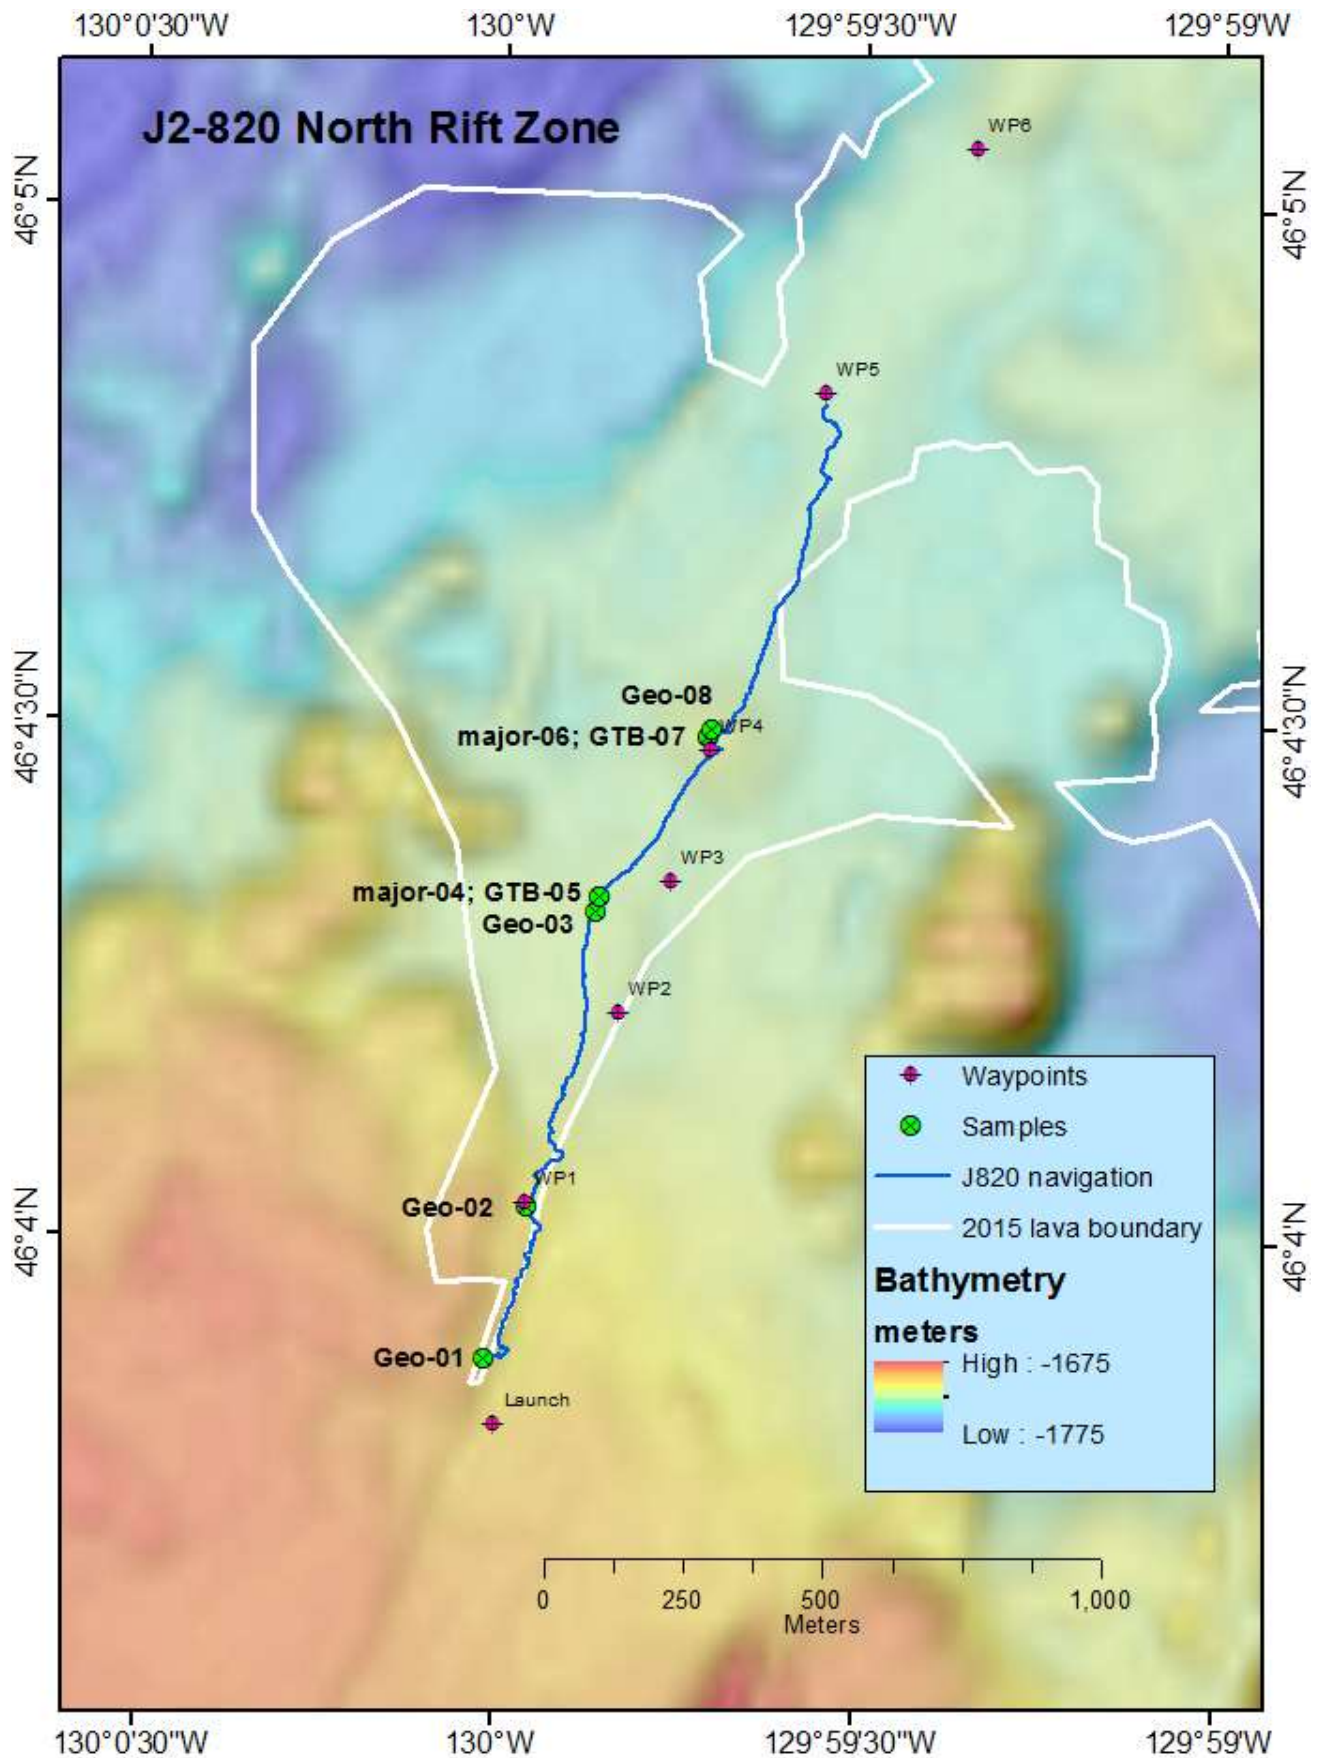 130°0'30"W 130°W 129°59'30"W 129°59'W
J2-820 North Rift Zone
WP6
46°5'N 46°5'N
WP5
46°4'30"N 46°4'30"N
Geo-08
WP4
major-06; GTB-07
WP3
major-04; GTB-05
Geo-03
WP2
WP1
Geo-02
46°4'N 46°4'N
Geo-01
Launch
Waypoints
Samples
J820 navigation
2015 lava boundary
Bathymetry
meters
High : -1675
Low : -1775
0 250 500 1,000
Meters
130°0'30"W 130°W 129°59'30"W 129°59'W